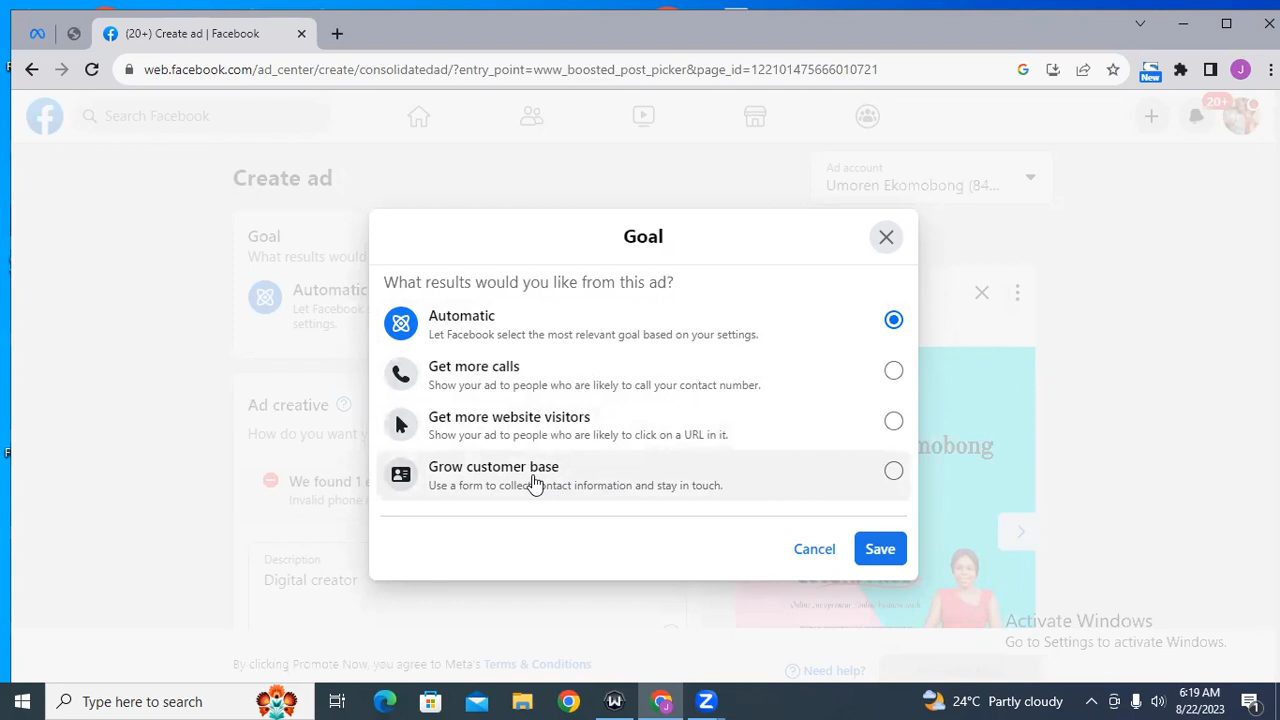 (20+) Create ad | Facebook
web.facebook.com/ad_center/create/consolidatedad/?entry_point=www_boosted_post_picker&page_id=122101475666010721
New
J
Search Facebook
20+
Create ad
Ad account
Umoren Ekomobong (84...
Goal
What results would
Automatic
Let Facebook select the
settings.
Goal
What results would you like from this ad?
Automatic
Let Facebook select the most relevant goal based on your settings.
Get more calls
Show your ad to people who are likely to call your contact number.
Get more website visitors
Show your ad to people who are likely to click on a URL in it.
Grow customer base
Use a form to collect contact information and stay in touch.
Cancel
Save
Ad creative
How do you want
We found 1
Invalid phone
Description
Digital creator
By clicking Promote Now, you agree to Meta's Terms & Conditions
Need help?
Activate Windows
Go to Settings to activate Windows.
Type here to search
24°C Partly cloudy
6:19 AM
8/22/2023